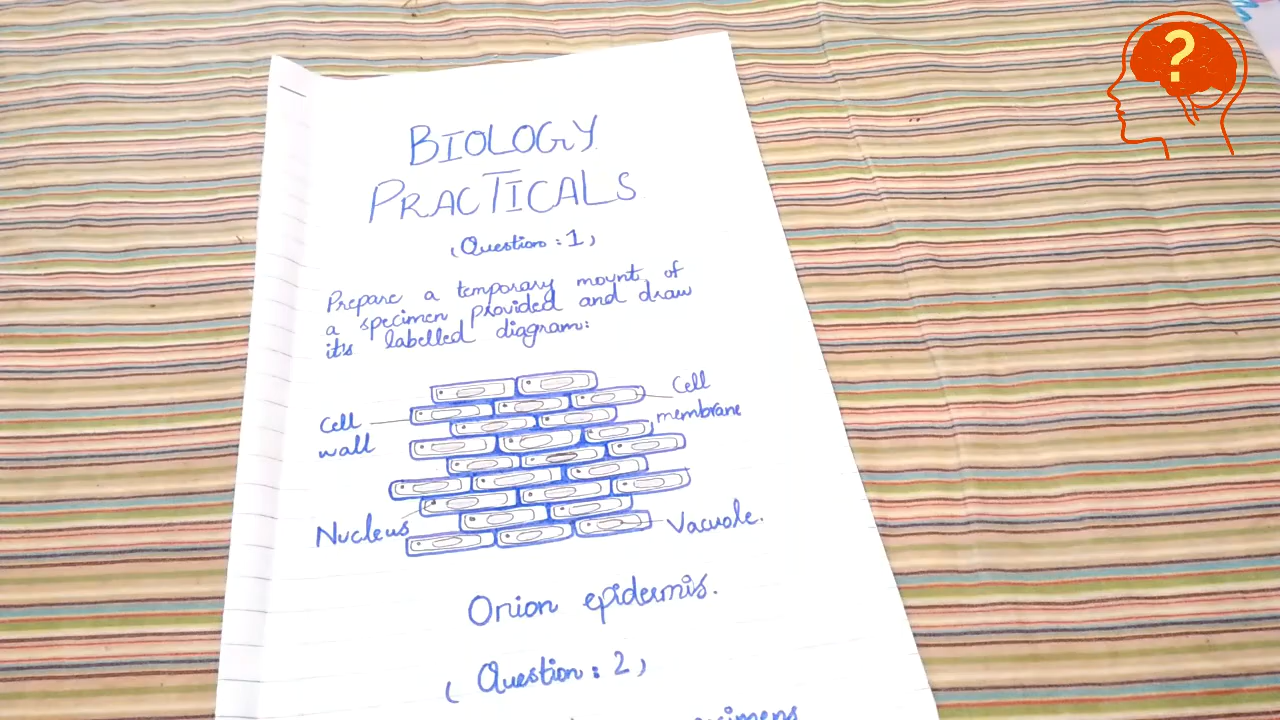 BIOLOGY
PRACTICALS
(Question : 1)
Prepare a temporary mount of
a specimen provided and draw
it's labelled diagram:
Cell
wall
Cell
membrane
Nucleus
Vacuole.
Onion epidermis.
(Question : 2)
specimens
?